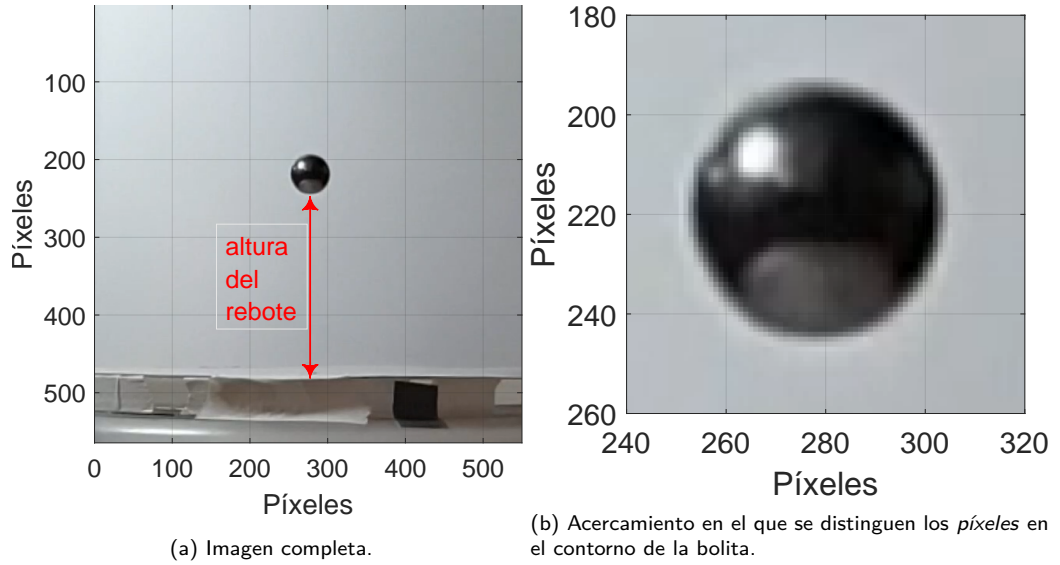 Píxeles
100
200
300
400
500
0
100
200
300
400
500
Píxeles
altura
del
rebote
(a) Imagen completa.
Píxeles
180
200
220
240
260
240
260
280
300
320
Píxeles
(b) Acercamiento en el que se distinguen los píxeles en
el contorno de la bolita.